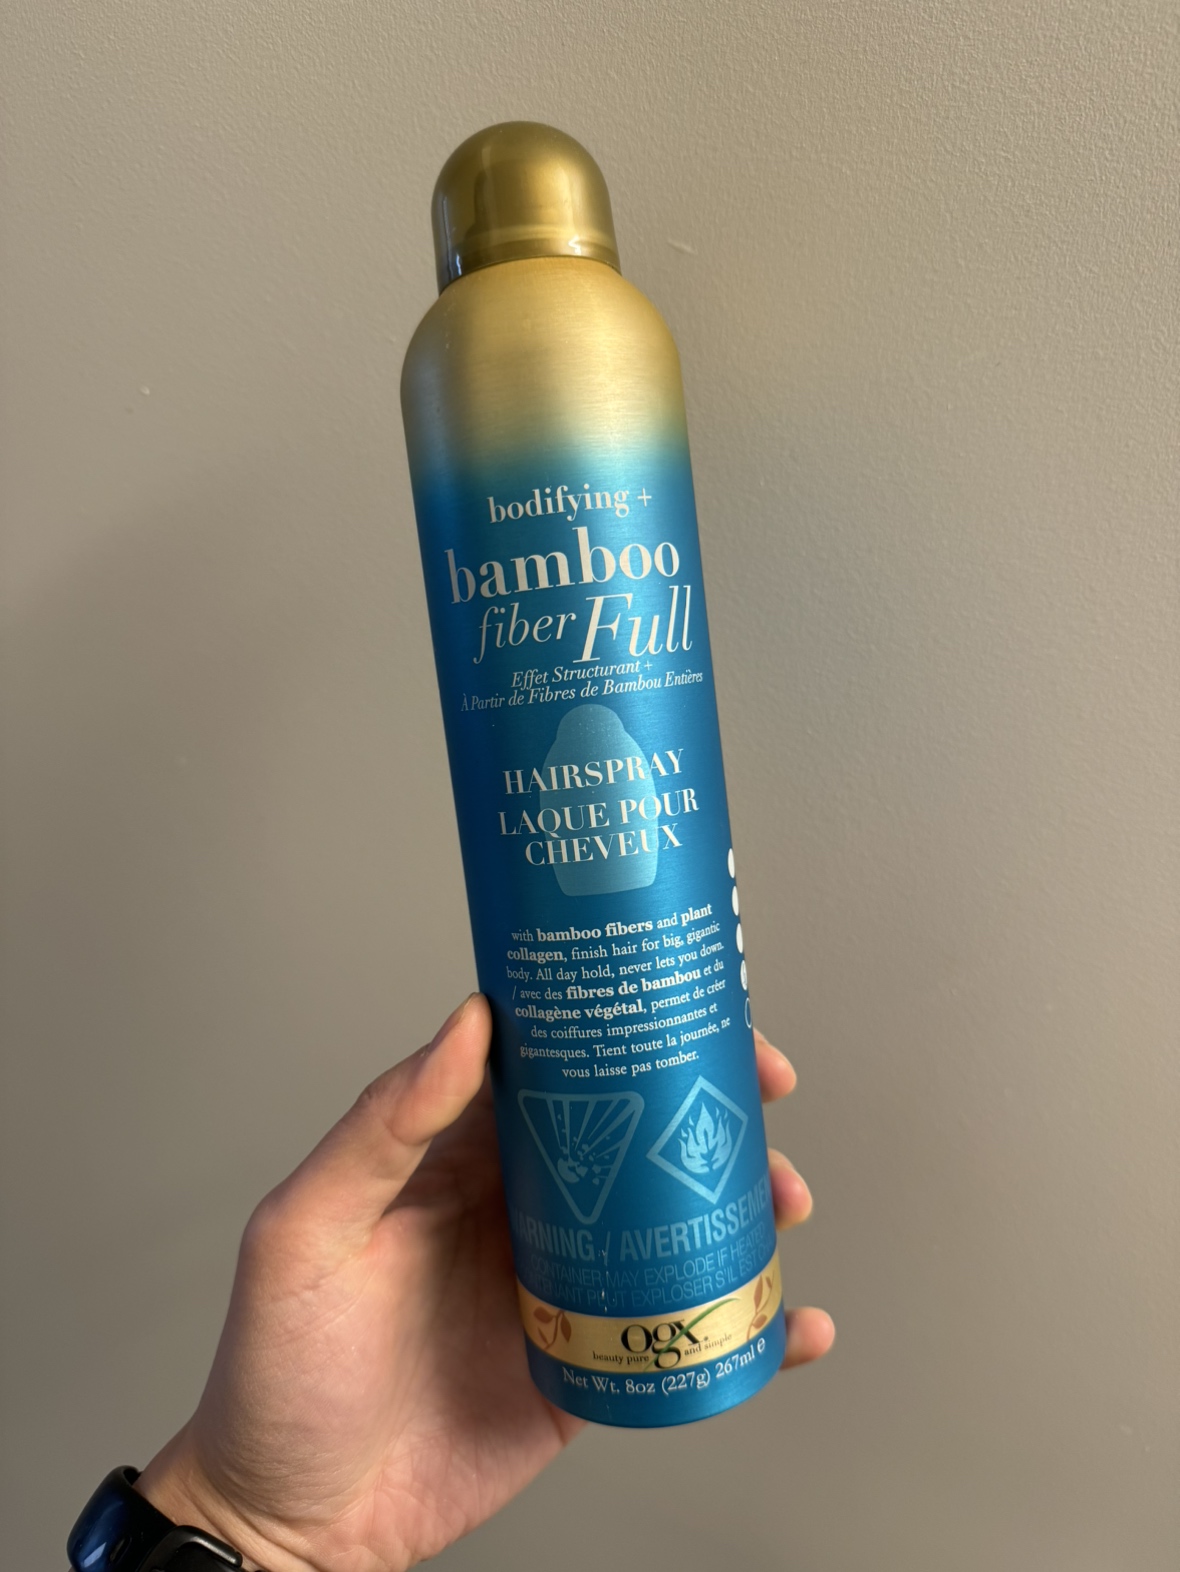 bodifying +
bamboo
fiber Full
Effet Structurant +
À Partir de Fibres de Bambou Entières
HAIRSPRAY
LAQUE POUR
CHEVEUX
with bamboo fibers and plant
collagen, finish hair for big, gigantic
body. All day hold, never lets you down.
/ avec des fibres de bambou et du
collagène végétal, permet de créer
des coiffures impressionnantes et
gigantesques. Tient toute la journée, ne
vous laisse pas tomber.
/ 
CONTAINER MAY EXPLODE IF
EXPLOSER S'IL EST
ogx
beauty pure and simple
Net Wt. 8oz (227g) 267ml ℮